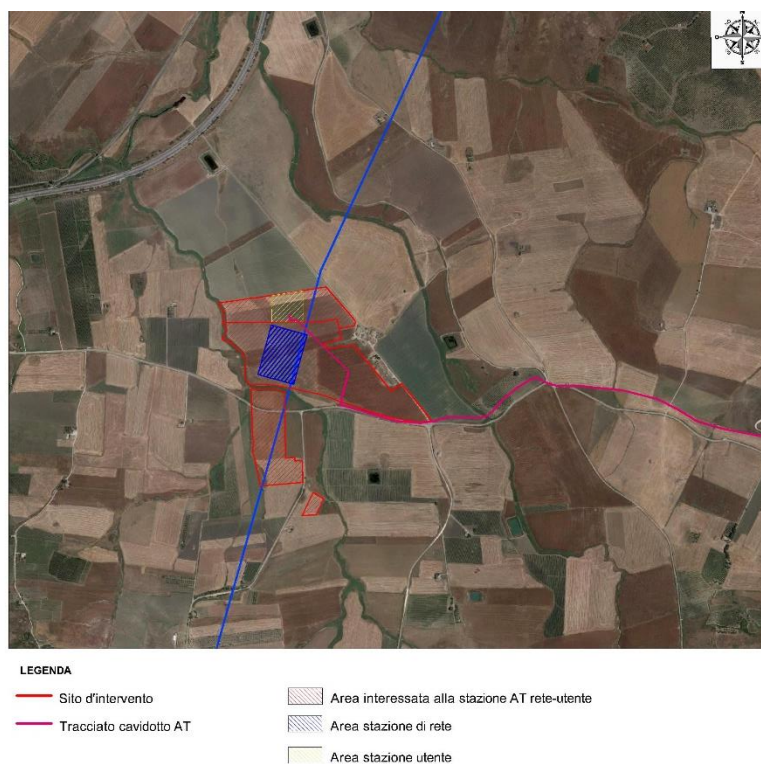 LEGENDA
Sito d'intervento
Tracciato cavidotto AT
Area interessata alla stazione AT rete-utente
Area stazione di rete
Area stazione utente